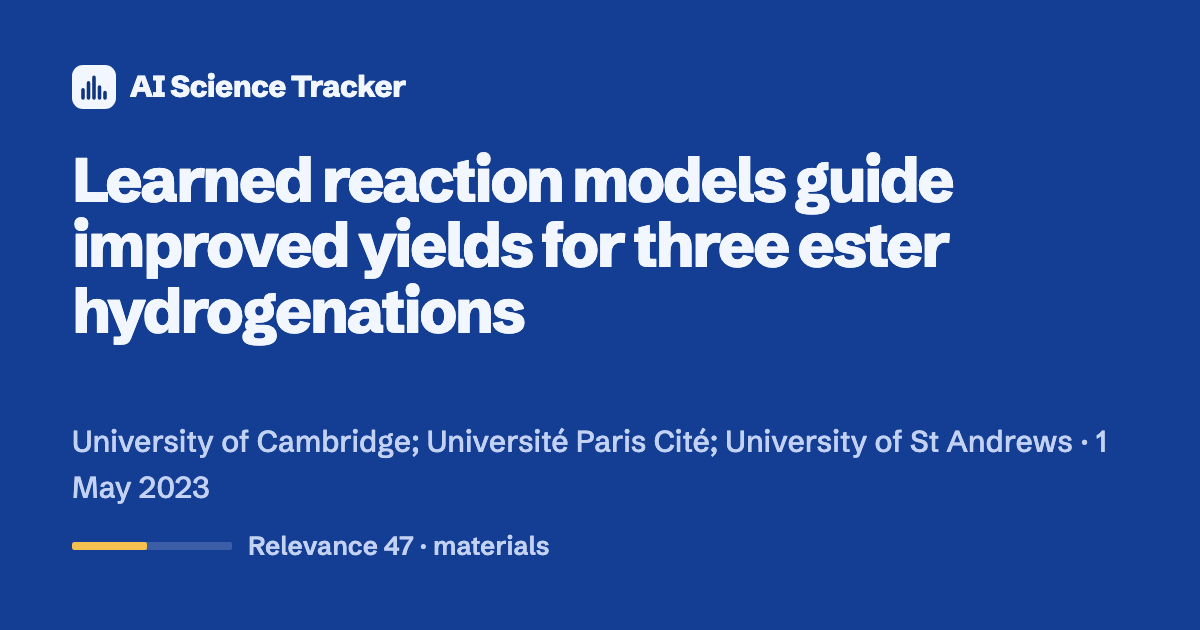 AI Science Tracker
Learned reaction models guide
improved yields for three ester
hydrogenations
University of Cambridge; Université Paris Cité; University of St Andrews · 1
May 2023
Relevance 47 · materials